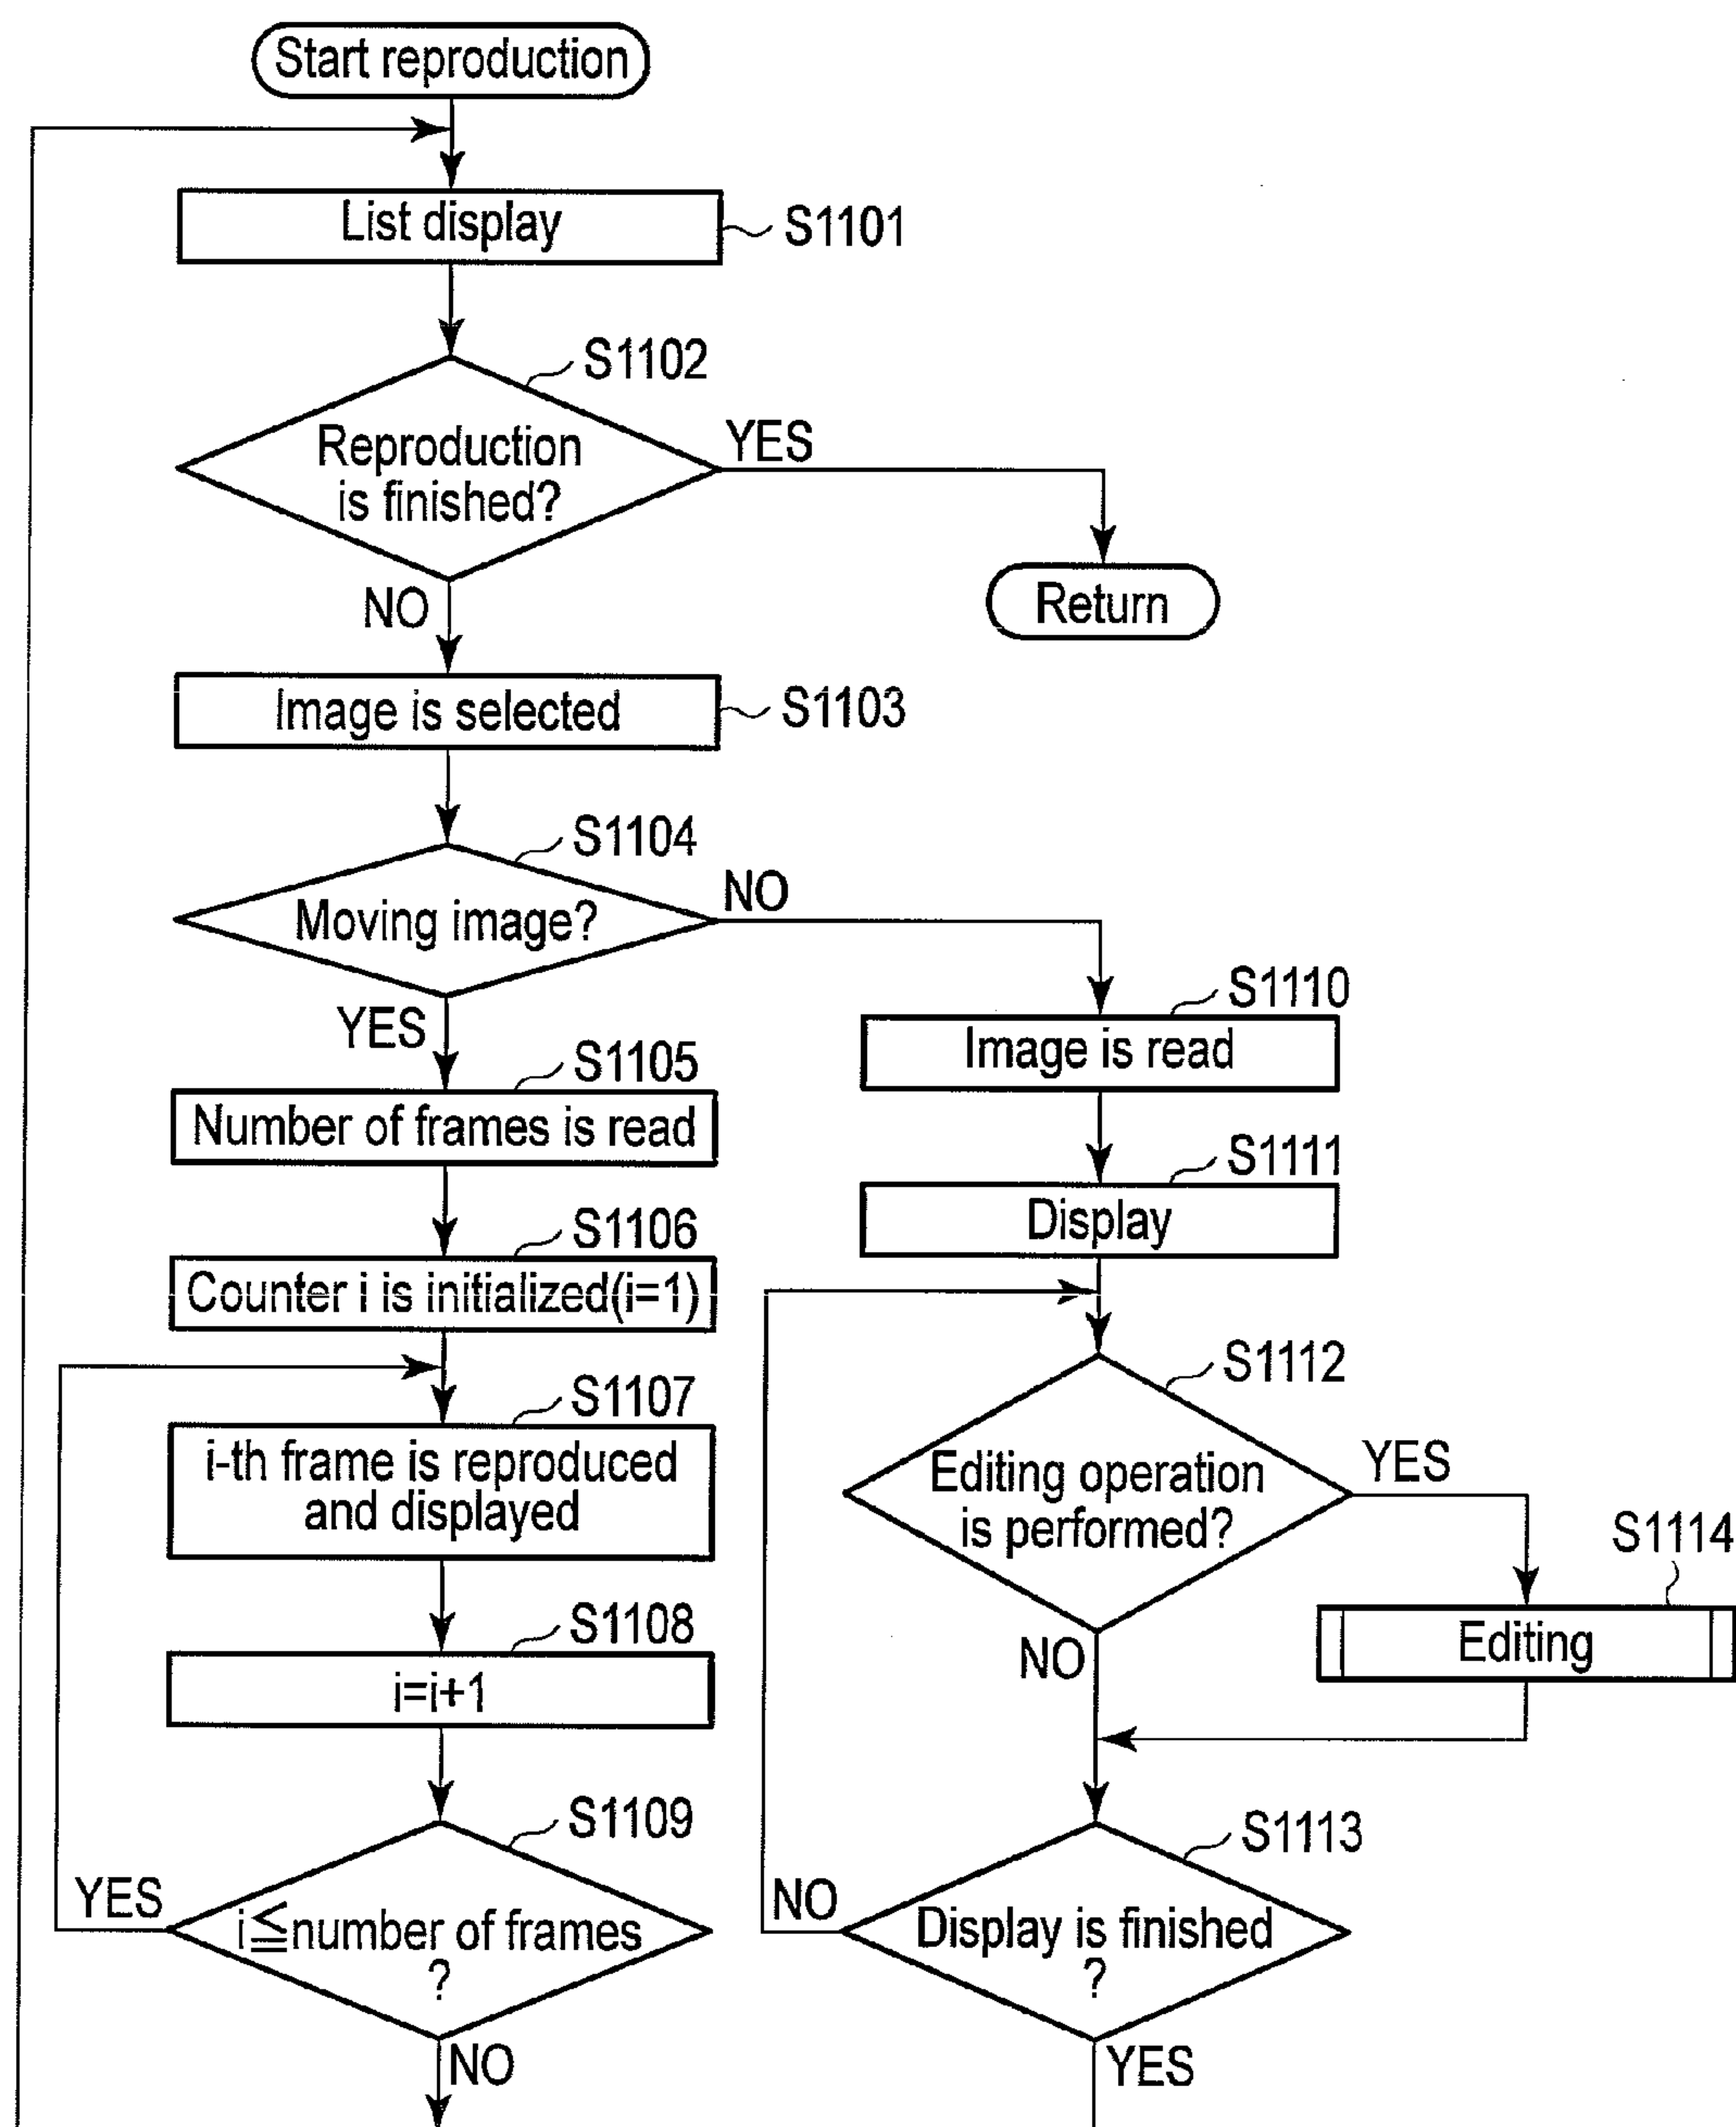 Start reproduction
List display
S1101
S1102
Reproduction
is finished?
YES
NO
Return
Image is selected
S1103
S1104
Moving image?
NO
YES
S1105
Number of frames is read
S1106
Counter i is initialized(i=1)
S1107
i-th frame is reproduced
and displayed
S1108
i=i+1
S1109
YES
i≦number of frames
?
NO
S1110
Image is read
S1111
Display
S1112
Editing operation
is performed?
YES
NO
S1114
Editing
S1113
NO
Display is finished
?
YES